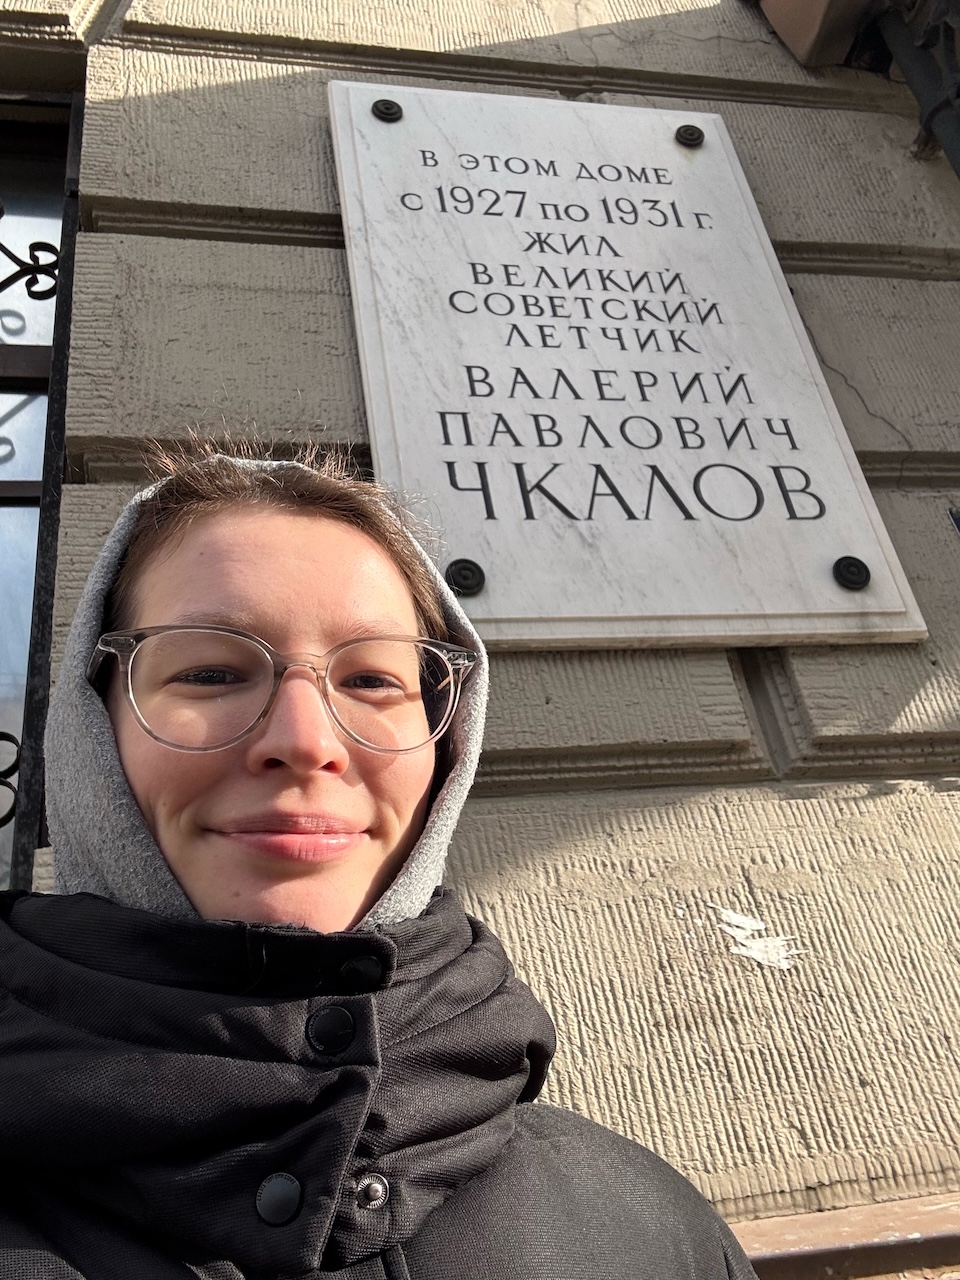 В ЭТОМ ДОМЕ
с 1927 по 1931 г.
ЖИЛ
ВЕЛИКИЙ
СОВЕТСКИЙ
ЛЕТЧИК
ВАЛЕРИЙ
ПАВЛОВИЧ
ЧКАЛОВ